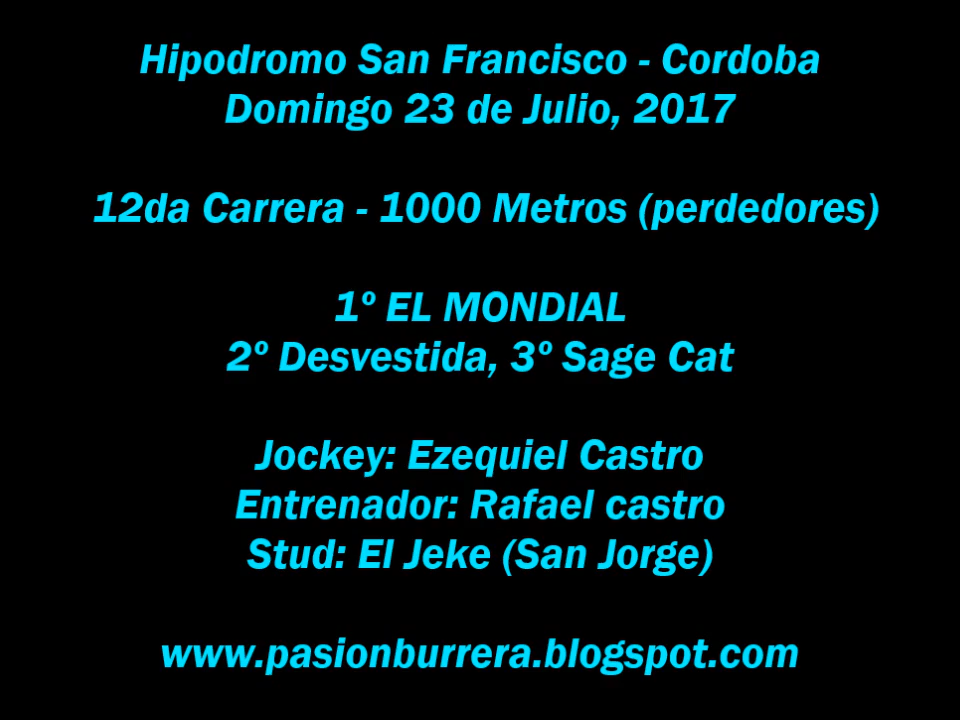 Hipodromo San Francisco - Cordoba
Domingo 23 de Julio, 2017
12da Carrera - 1000 Metros (perdedores)
1º EL MONDIAL
2º Desvestida, 3º Sage Cat
Jockey: Ezequiel Castro
Entrenador: Rafael castro
Stud: El Jeke (San Jorge)
www.pasionburrera.blogspot.com